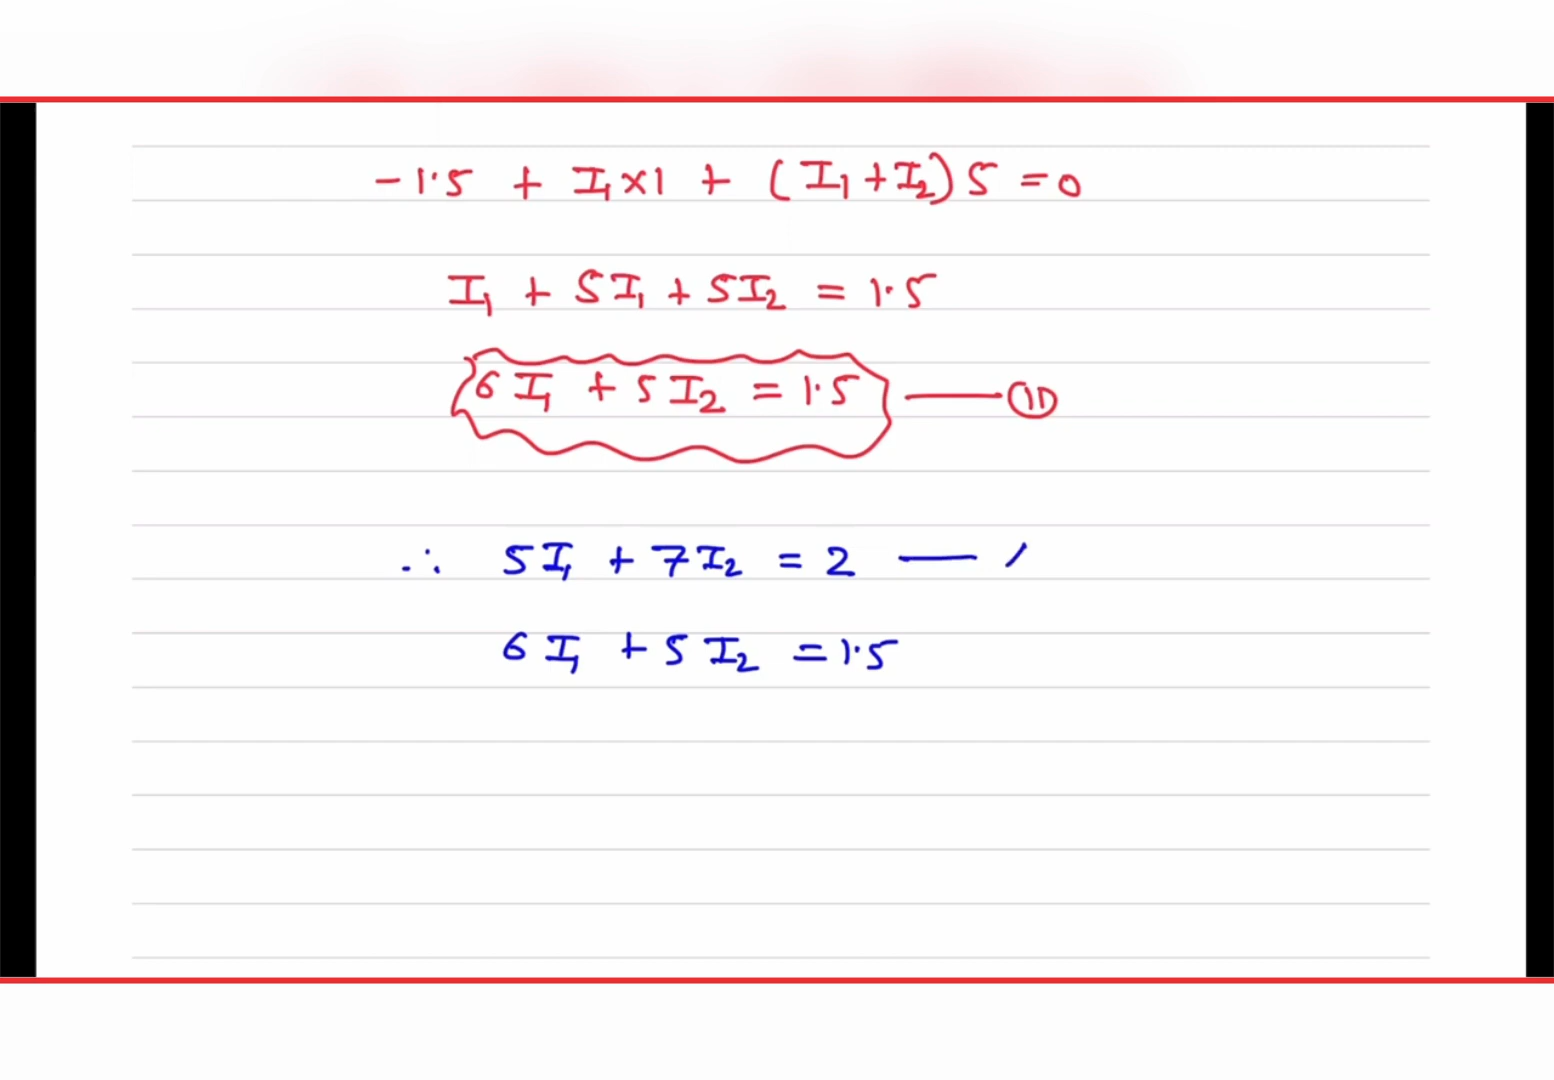 -1.5 + I₁×1 + (I₁+I₂)5 =0
I₁ + 5I₁ + 5I₂ = 1.5
6I₁ + 5I₂ = 1.5 —— ⑪
∴ 5I₁ + 7I₂ = 2 ——
6I₁ + 5I₂ =1.5